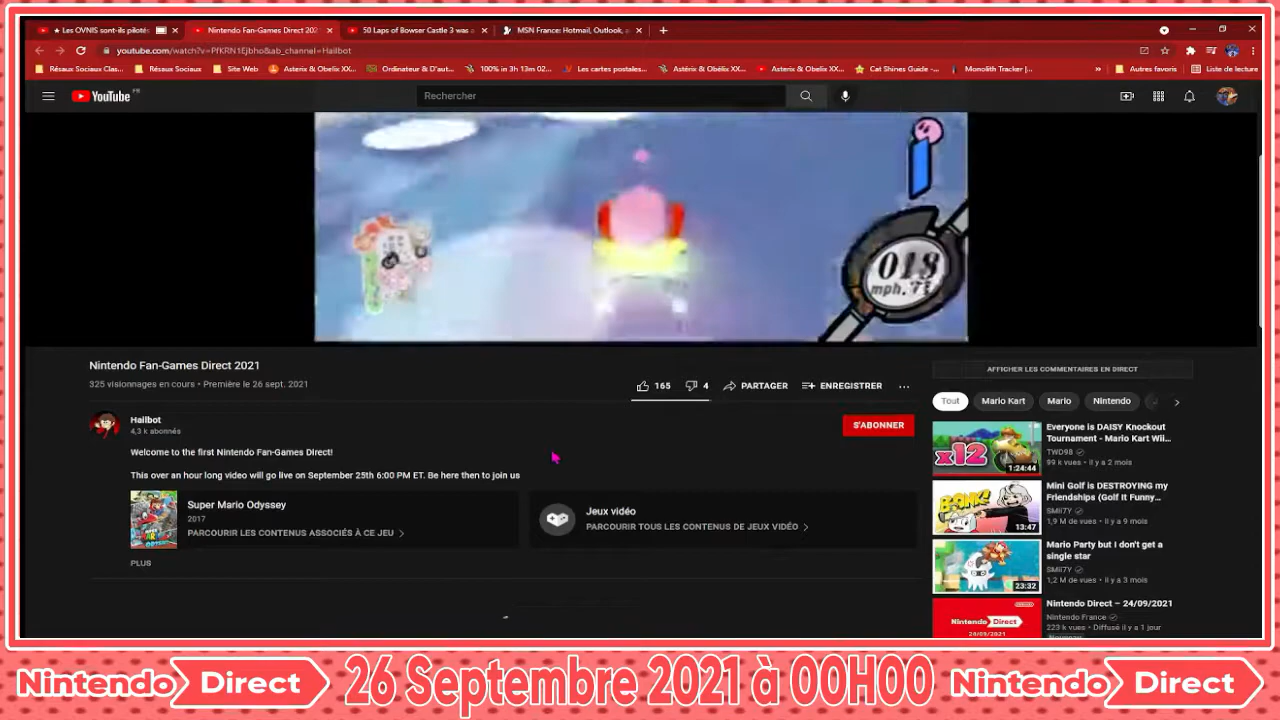 ★ Les OVNIS sont-ils pilotés
Nintendo Fan-Games Direct 202
50 Laps of Bowser Castle 3 was
MSN France: Hotmail, Outlook,
youtube.com/watch?v=PfKRN1Ejbho&ab_channel=Hailbot
Résaux Sociaux Clas...
Résaux Sociaux
Site Web
Asterix & Obelix XX...
Ordinateur & D'aut...
100% in 3h 13m 02...
Les cartes postales...
Astérix & Obélix XX...
Asterix & Obelix XX...
Cat Shines Guide -...
Monolith Tracker |...
»
Autres favoris
Liste de lecture
YouTube FR
Rechercher
018
mph.
Nintendo Fan-Games Direct 2021
325 visionnages en cours • Première le 26 sept. 2021
165
4
PARTAGER
ENREGISTRER
...
Hailbot
4,3 k abonnés
S'ABONNER
Welcome to the first Nintendo Fan-Games Direct!
This over an hour long video will go live on September 25th 6:00 PM ET. Be here then to join us
Super Mario Odyssey
2017
PARCOURIR LES CONTENUS ASSOCIÉS À CE JEU
Jeux vidéo
PARCOURIR TOUS LES CONTENUS DE JEUX VIDÉO
PLUS
AFFICHER LES COMMENTAIRES EN DIRECT
Tout
Mario Kart
Mario
Nintendo
x12
1:24:44
Everyone is DAISY Knockout
Tournament - Mario Kart Wii...
TWD98
99 k vues • il y a 2 mois
13:47
Mini Golf is DESTROYING my
Friendships (Golf It Funny...
SMii7Y
1,9 M de vues • il y a 9 mois
23:32
Mario Party but I don't get a
single star
SMii7Y
1,2 M de vues • il y a 3 mois
Nintendo Direct
24/09/2021
Nintendo Direct – 24/09/2021
Nintendo France
223 k vues • Diffusé il y a 1 jour
Nouveau
Nintendo Direct
26 Septembre 2021 à 00H00
Nintendo Direct